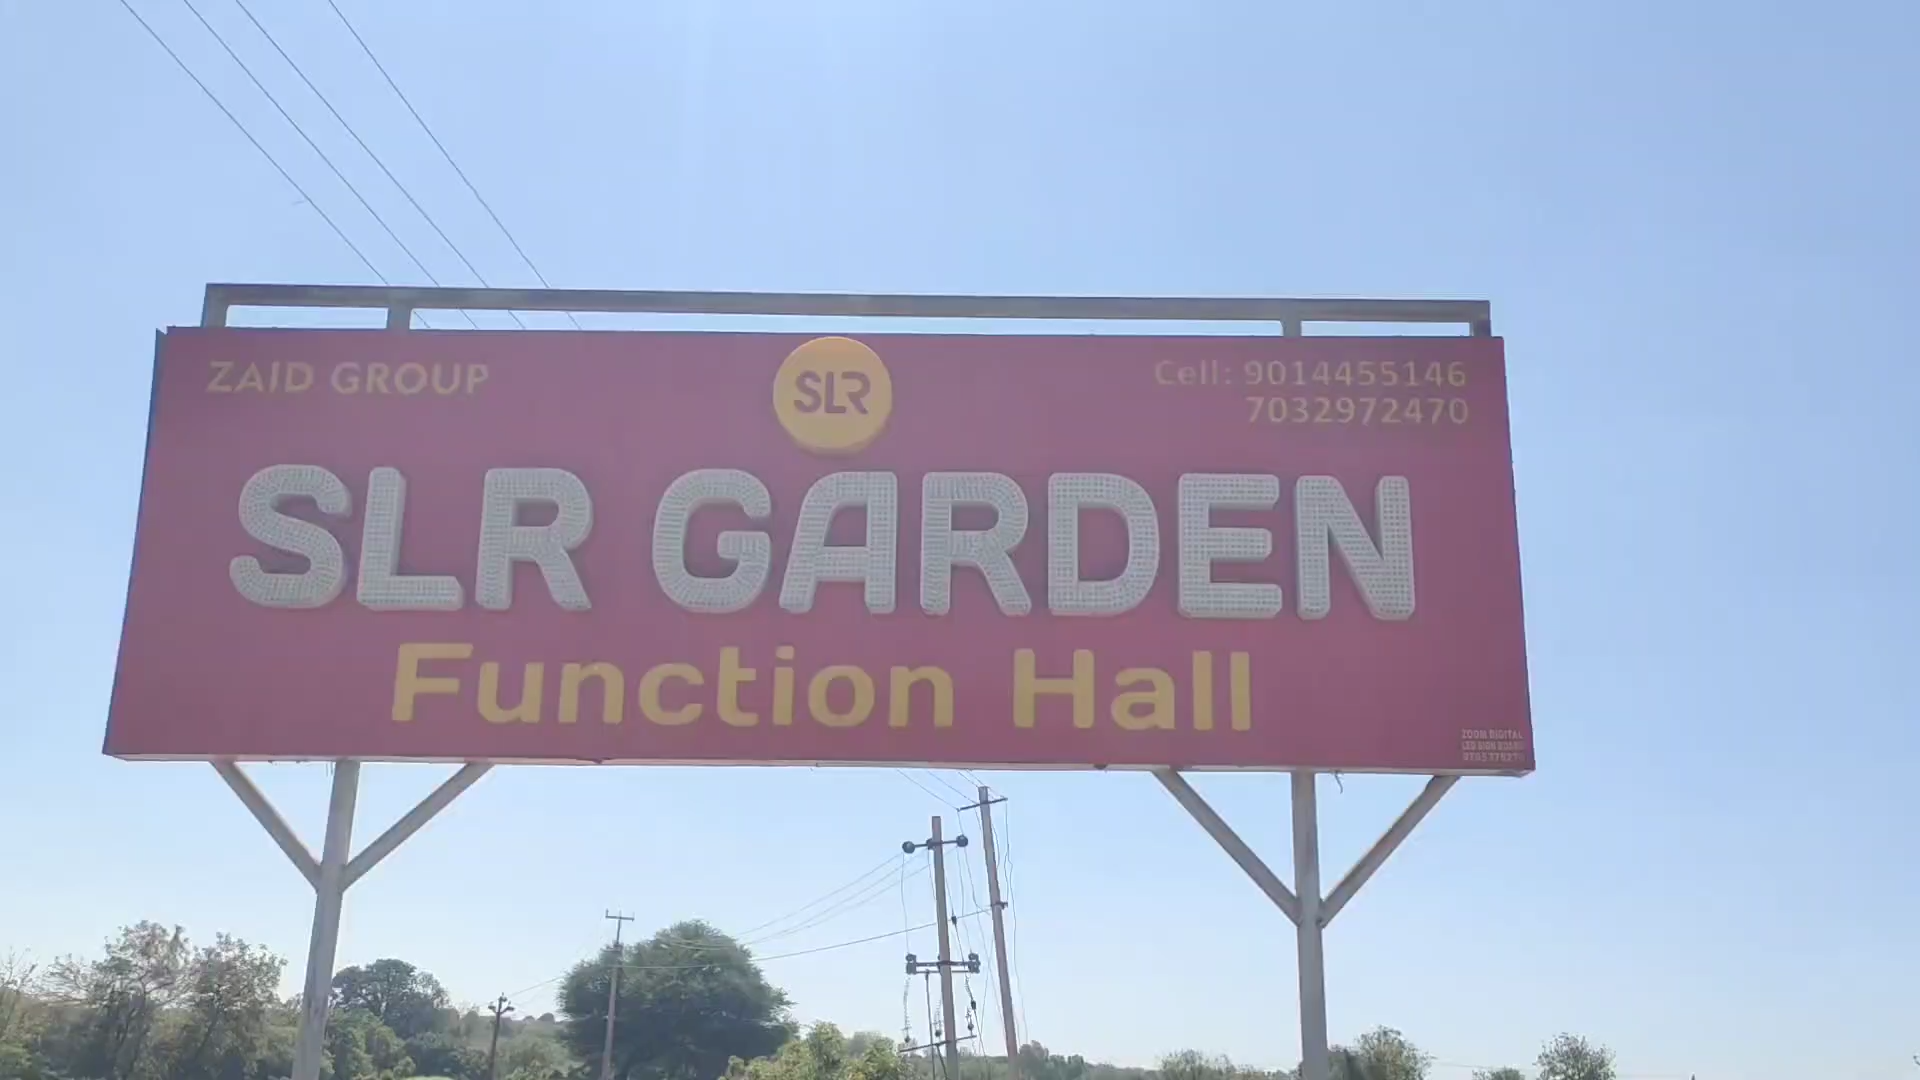 ZAID GROUP
SLR
Cell: 9014455146
7032972470
SLR GARDEN
Function Hall
ZOOM DIGITAL
LED SIGN BOARD